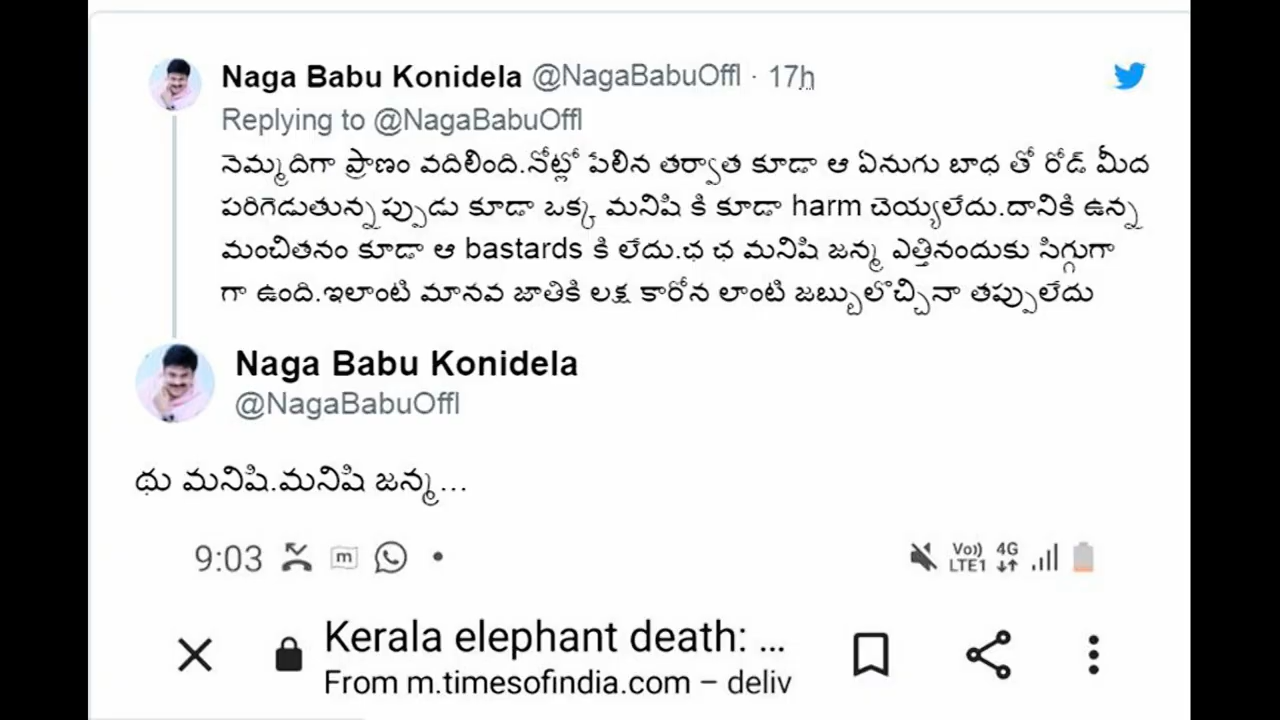 Naga Babu Konidela @NagaBabuOffl · 17h
Replying to @NagaBabuOffl
నెమ్మదిగా ప్రాణం వదిలింది.నోట్లో పేలిన తర్వాత కూడా ఆ ఏనుగు బాధ తో రోడ్ మీద
పరిగెడుతున్నప్పుడు కూడా ఒక్క మనిషి కి కూడా harm చెయ్యలేదు.దానికి ఉన్న
మంచితనం కూడా ఆ bastards కి లేదు.ఛ ఛ మనిషి జన్మ ఎత్తినందుకు సిగ్గుగా
గా ఉంది.ఇలాంటి మానవ జాతికి లక్ష కారోన లాంటి జబ్బులొచ్చినా తప్పులేదు
Naga Babu Konidela
@NagaBabuOffl
థు మనిషి.మనిషి జన్మ...
9:03 m Vo)) LTE1 4G
Kerala elephant death: ...
From m.timesofindia.com – deliv